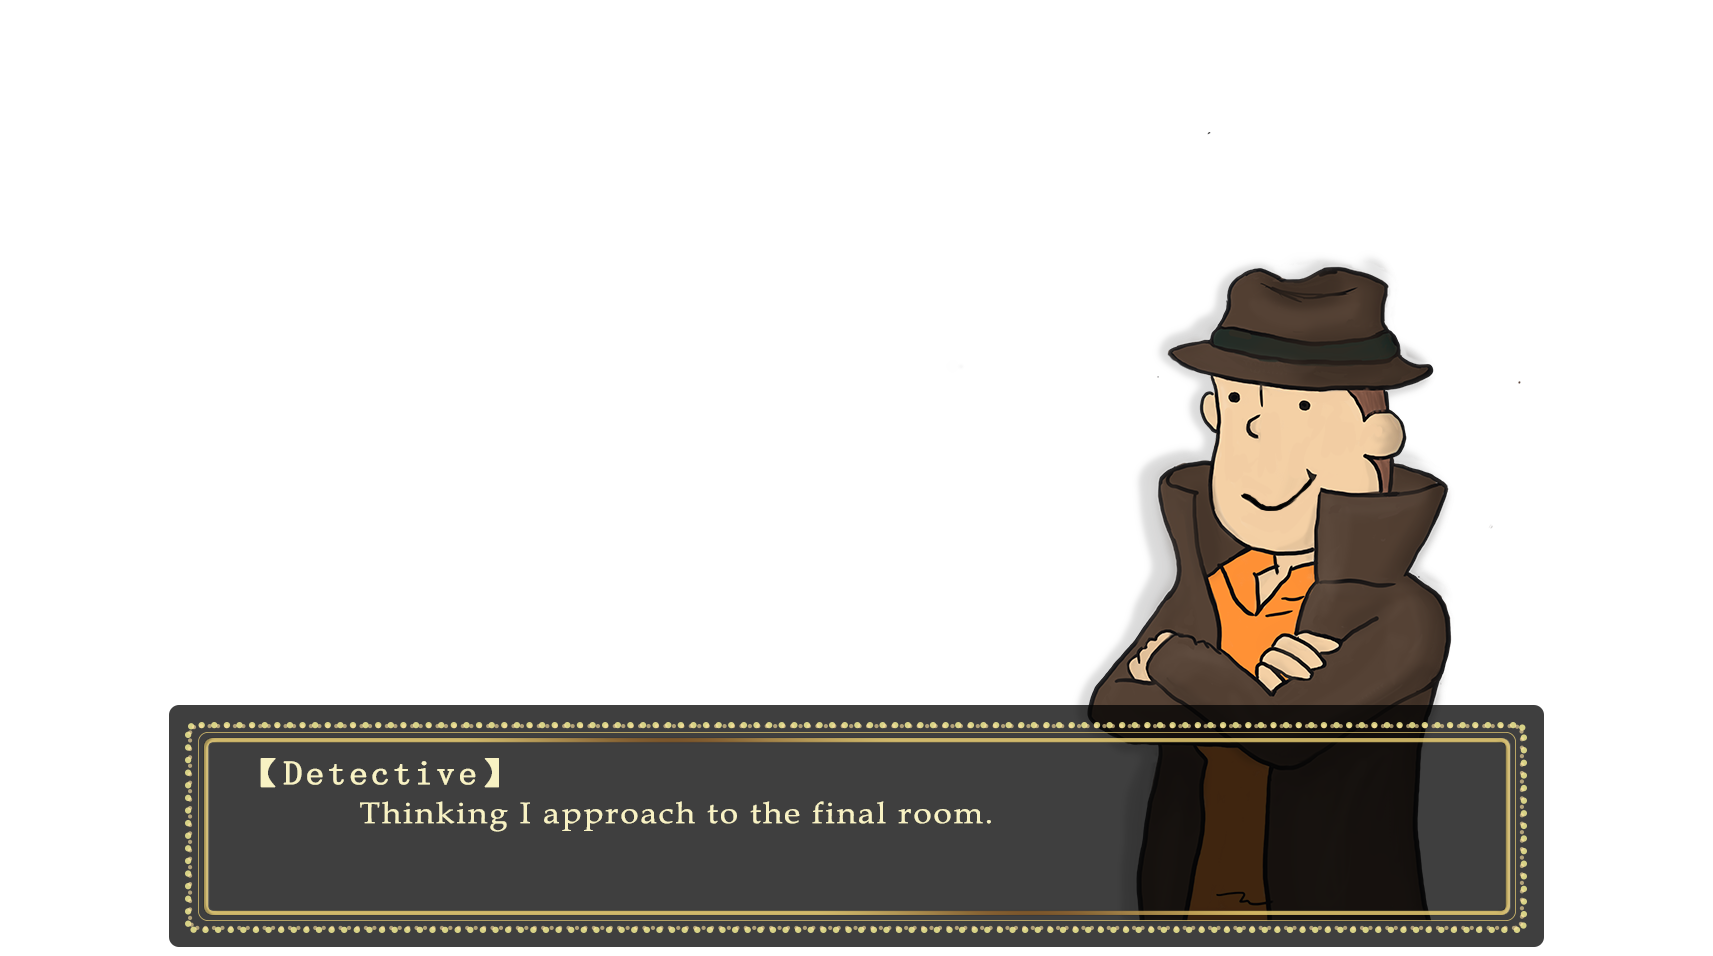 【Detective】
Thinking I approach to the final room.